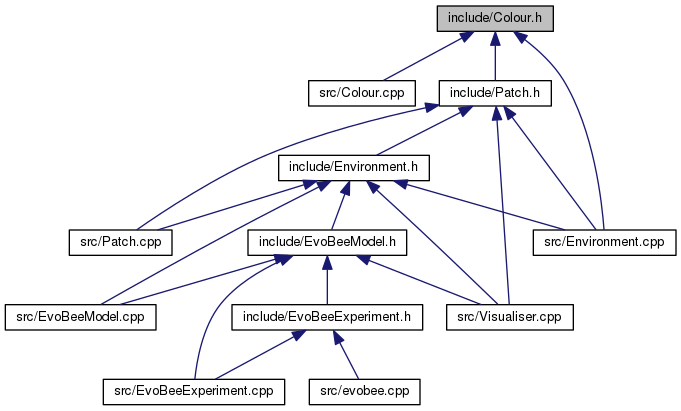 include/Colour.h
src/Colour.cpp
include/Patch.h
include/Environment.h
src/Patch.cpp
include/EvoBeeModel.h
src/Environment.cpp
src/EvoBeeModel.cpp
include/EvoBeeExperiment.h
src/Visualiser.cpp
src/EvoBeeExperiment.cpp
src/evobee.cpp